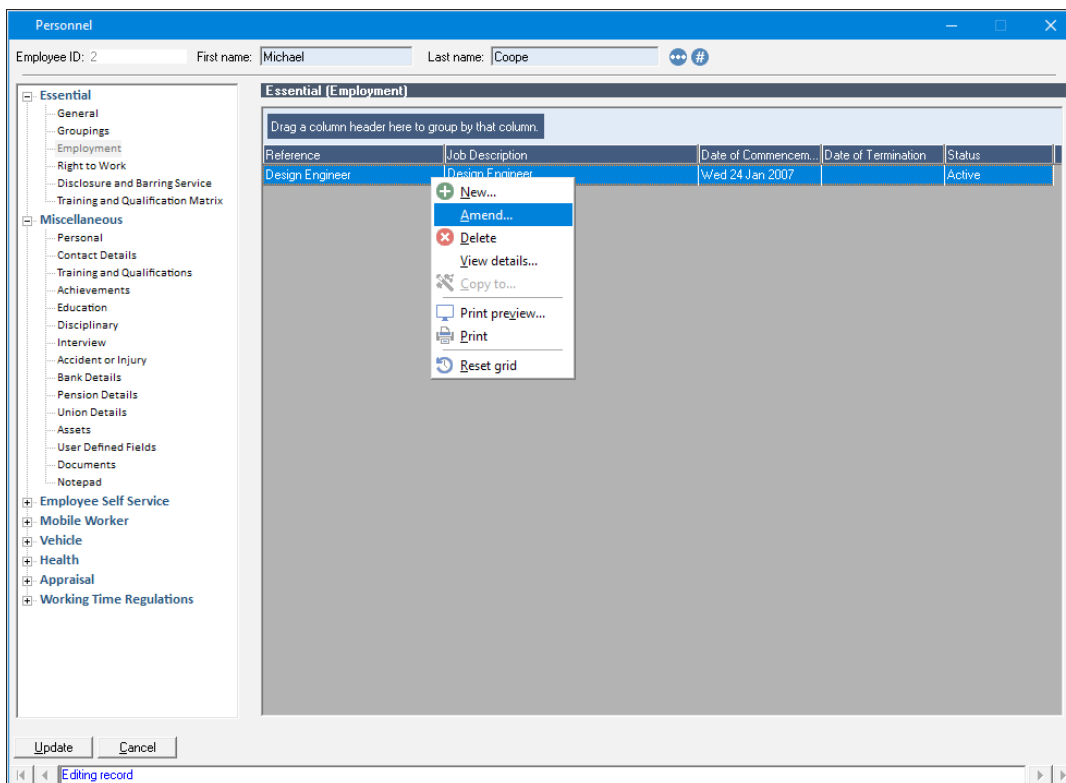 Personnel
Employee ID: 2 First name: Michael Last name: Coope
Essential
General
Groupings
Employment
Right to Work
Disclosure and Barring Service
Training and Qualification Matrix
Miscellaneous
Personal
Contact Details
Training and Qualifications
Achievements
Education
Disciplinary
Interview
Accident or Injury
Bank Details
Pension Details
Union Details
Assets
User Defined Fields
Documents
Notepad
Employee Self Service
Mobile Worker
Vehicle
Health
Appraisal
Working Time Regulations
Essential (Employment)
Drag a column header here to group by that column.
Reference Job Description Date of Commencem... Date of Termination Status
Design Engineer Design Engineer Wed 24 Jan 2007 Active
New...
Amend...
Delete
View details...
Copy to...
Print preview...
Print
Reset grid
Update Cancel
Editing record